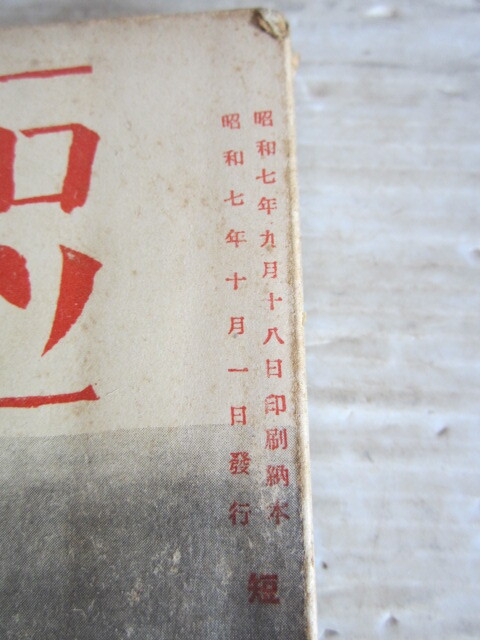 昭和七年九月十八日印刷納本
昭和七年十月一日發行
短